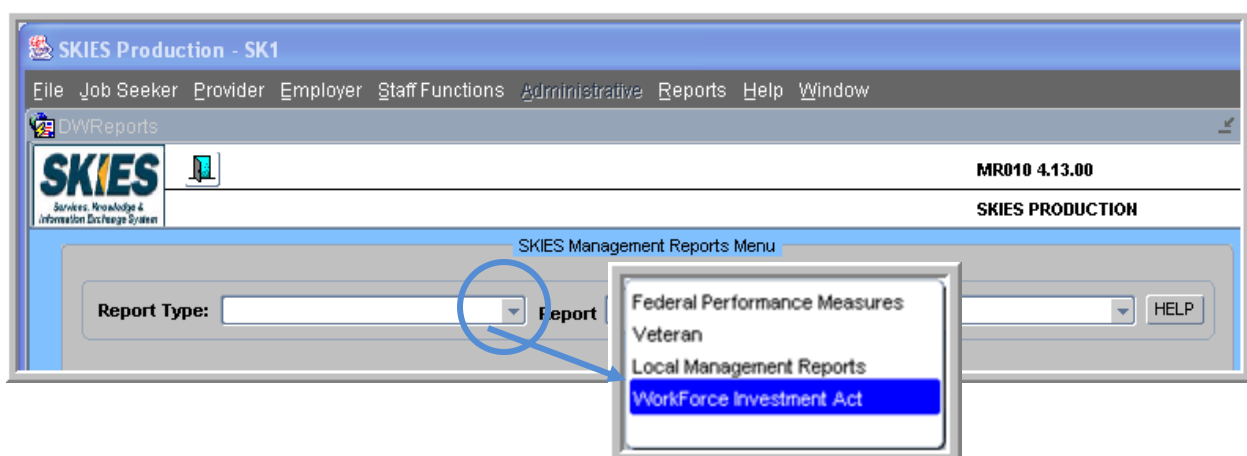 SKIES Production - SK1
File Job Seeker Provider Employer Staff Functions Administrative Reports Help Window
DWReports
SKIES
Services, Knowledge &
Information Exchange System
MR010 4.13.00
SKIES PRODUCTION
SKIES Management Reports Menu
Report Type: Report HELP
Federal Performance Measures
Veteran
Local Management Reports
WorkForce Investment Act